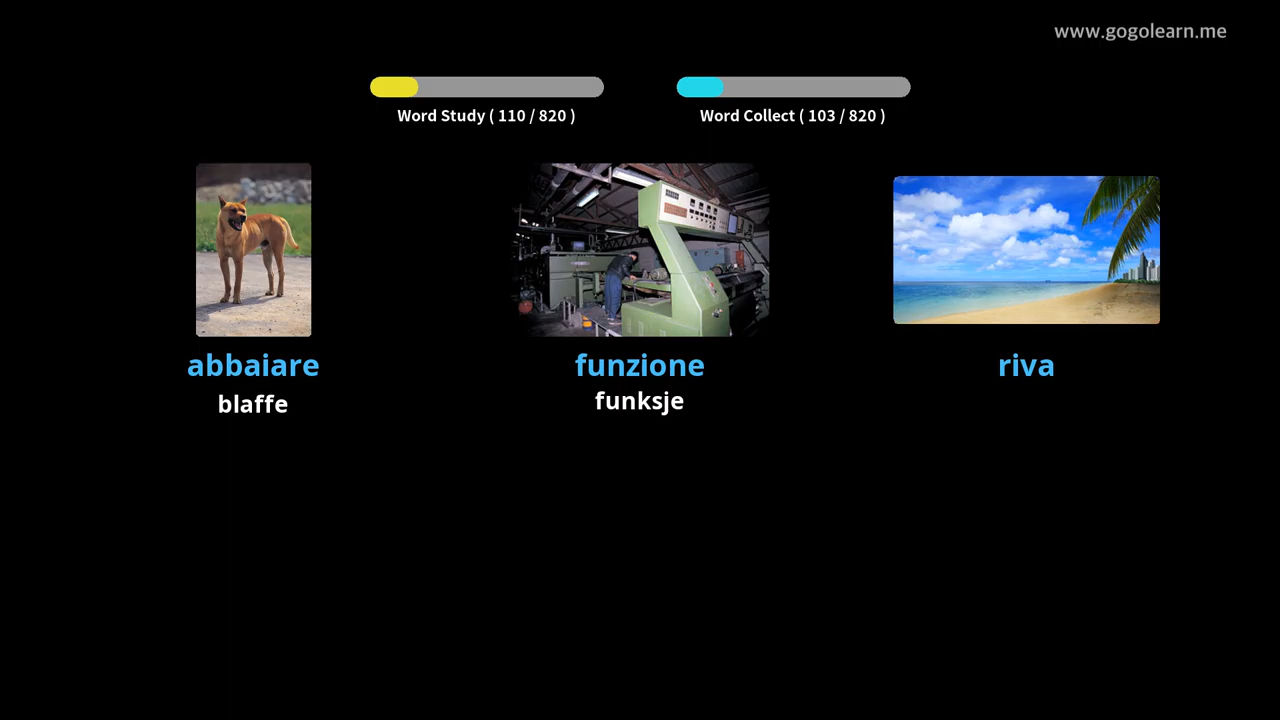 www.gogolearn.me
Word Study ( 110 / 820 )
Word Collect ( 103 / 820 )
abbaiare
blaffe
funzione
funksje
riva